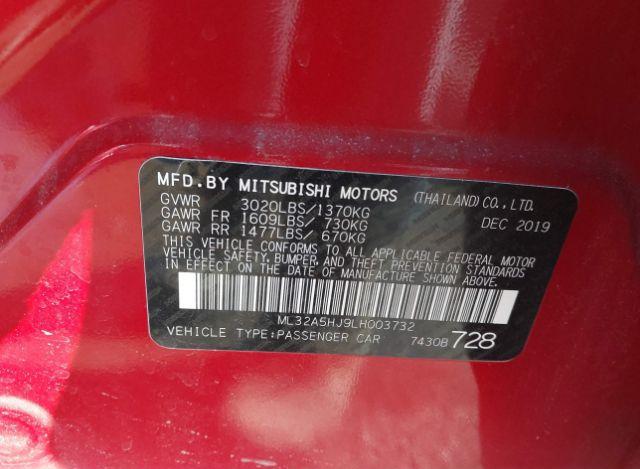 MFD.BY MITSUBISHI MOTORS (THAILAND)CO.,LTD.
GVWR 3020LBS/1370KG DEC 2019
GAWR FR 1609LBS/ 730KG
GAWR RR 1477LBS/ 670KG
THIS VEHICLE CONFORMS TO ALL APPLICABLE FEDERAL MOTOR
VEHICLE SAFETY, BUMPER, AND THEFT PREVENTION STANDARDS
IN EFFECT ON THE DATE OF MANUFACTURE SHOWN ABOVE.
ML32A5HJ9LH003732
VEHICLE TYPE:PASSENGER CAR 7430B 728